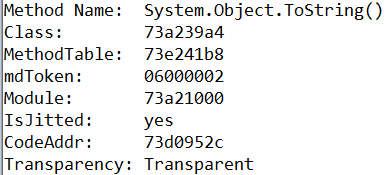 Method Name:  System.Object.ToString()
Class:        73a239a4
MethodTable:  73e241b8
mdToken:      06000002
Module:       73a21000
IsJitted:     yes
CodeAddr:     73d0952c
Transparency: Transparent